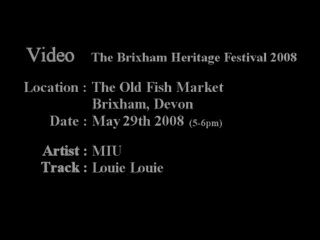 Video The Brixham Heritage Festival 2008
Location : The Old Fish Market
Brixham, Devon
Date : May 29th 2008 (5-6pm)
Artist : MIU
Track : Louie Louie